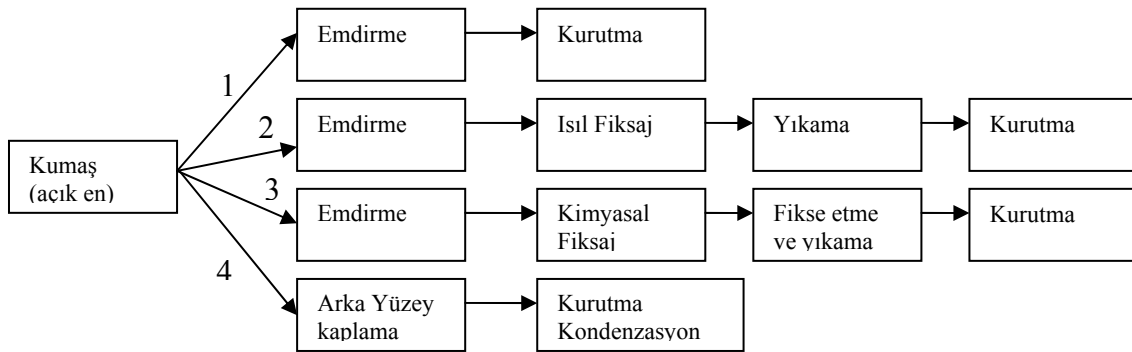 Emdirme
Kurutma
1
2
Emdirme
Isıl Fiksaj
Yıkama
Kurutma
Kumaş
(açık en)
3
Emdirme
Kimyasal
Fiksaj
Fikse etme
ve yıkama
Kurutma
4
Arka Yüzey
kaplama
Kurutma
Kondenzasyon